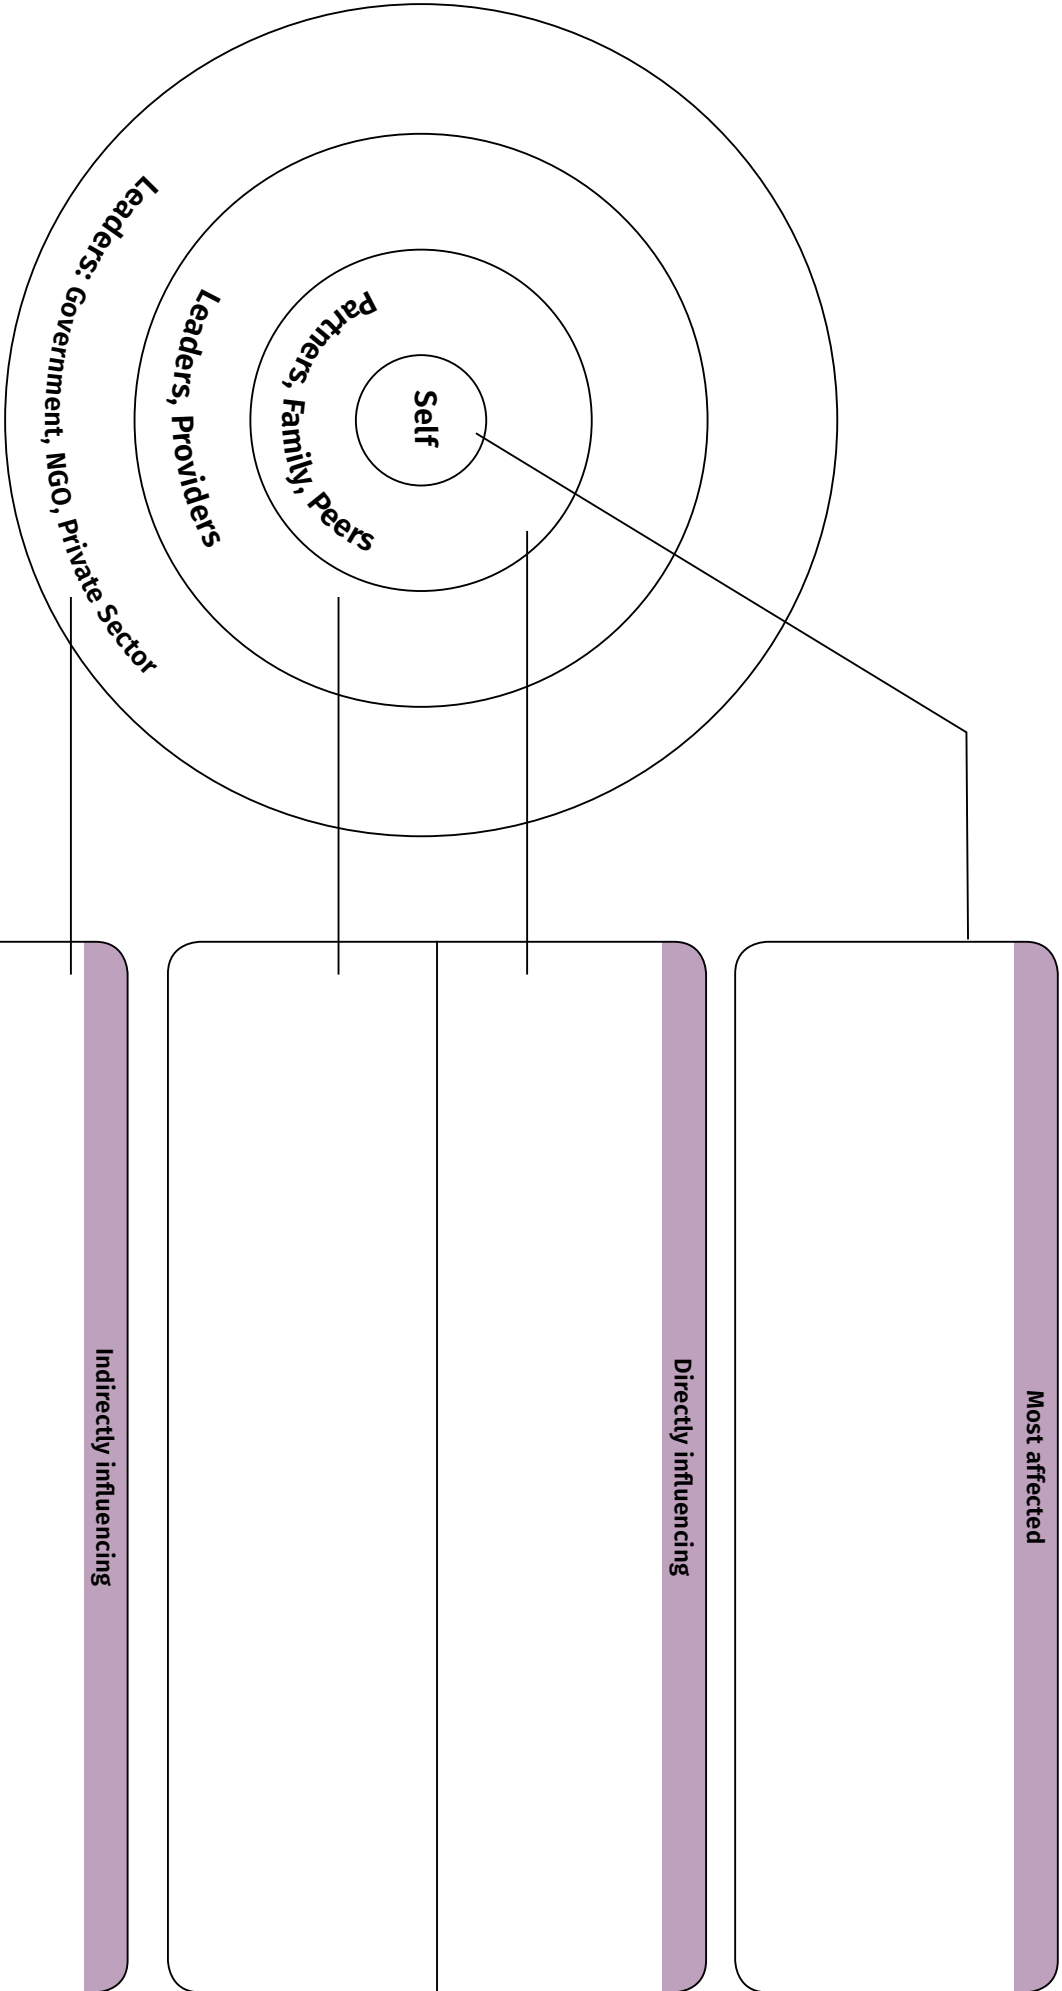 Self
Partners, Family, Peers
Leaders, Providers
Leaders: Government, NGO, Private Sector
Most affected
Directly influencing
Indirectly influencing